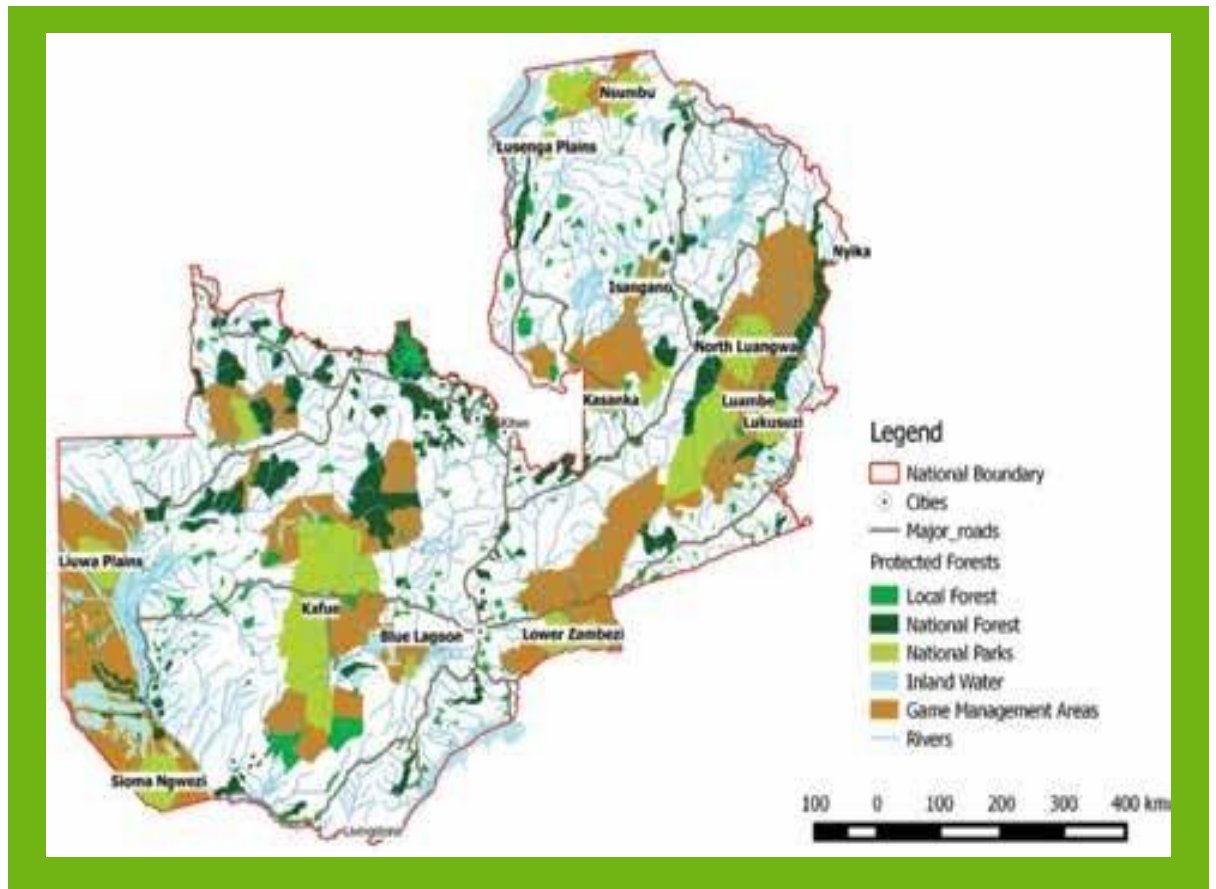 Nsumbu
Lusenga Plains
Nyika
Isangano
North Luangwa
Kasanka
Luambe
Lukusuzi
Kitwe
Liuwa Plains
Kafue
Blue Lagoon
Lower Zambezi
Sioma Ngwezi
Livingstone
Legend
National Boundary
Cities
Major_roads
Protected Forests
Local Forest
National Forest
National Parks
Inland Water
Game Management Areas
Rivers
100 0 100 200 300 400 km